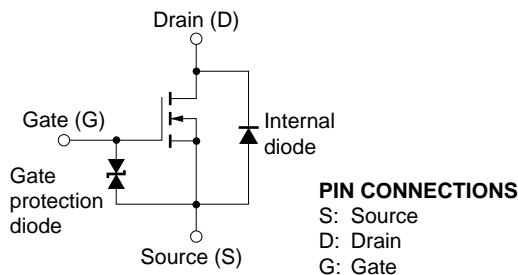 Drain (D)
Gate (G)
Internal
diode
Gate
protection
diode
Source (S)
PIN CONNECTIONS
S: Source
D: Drain
G: Gate